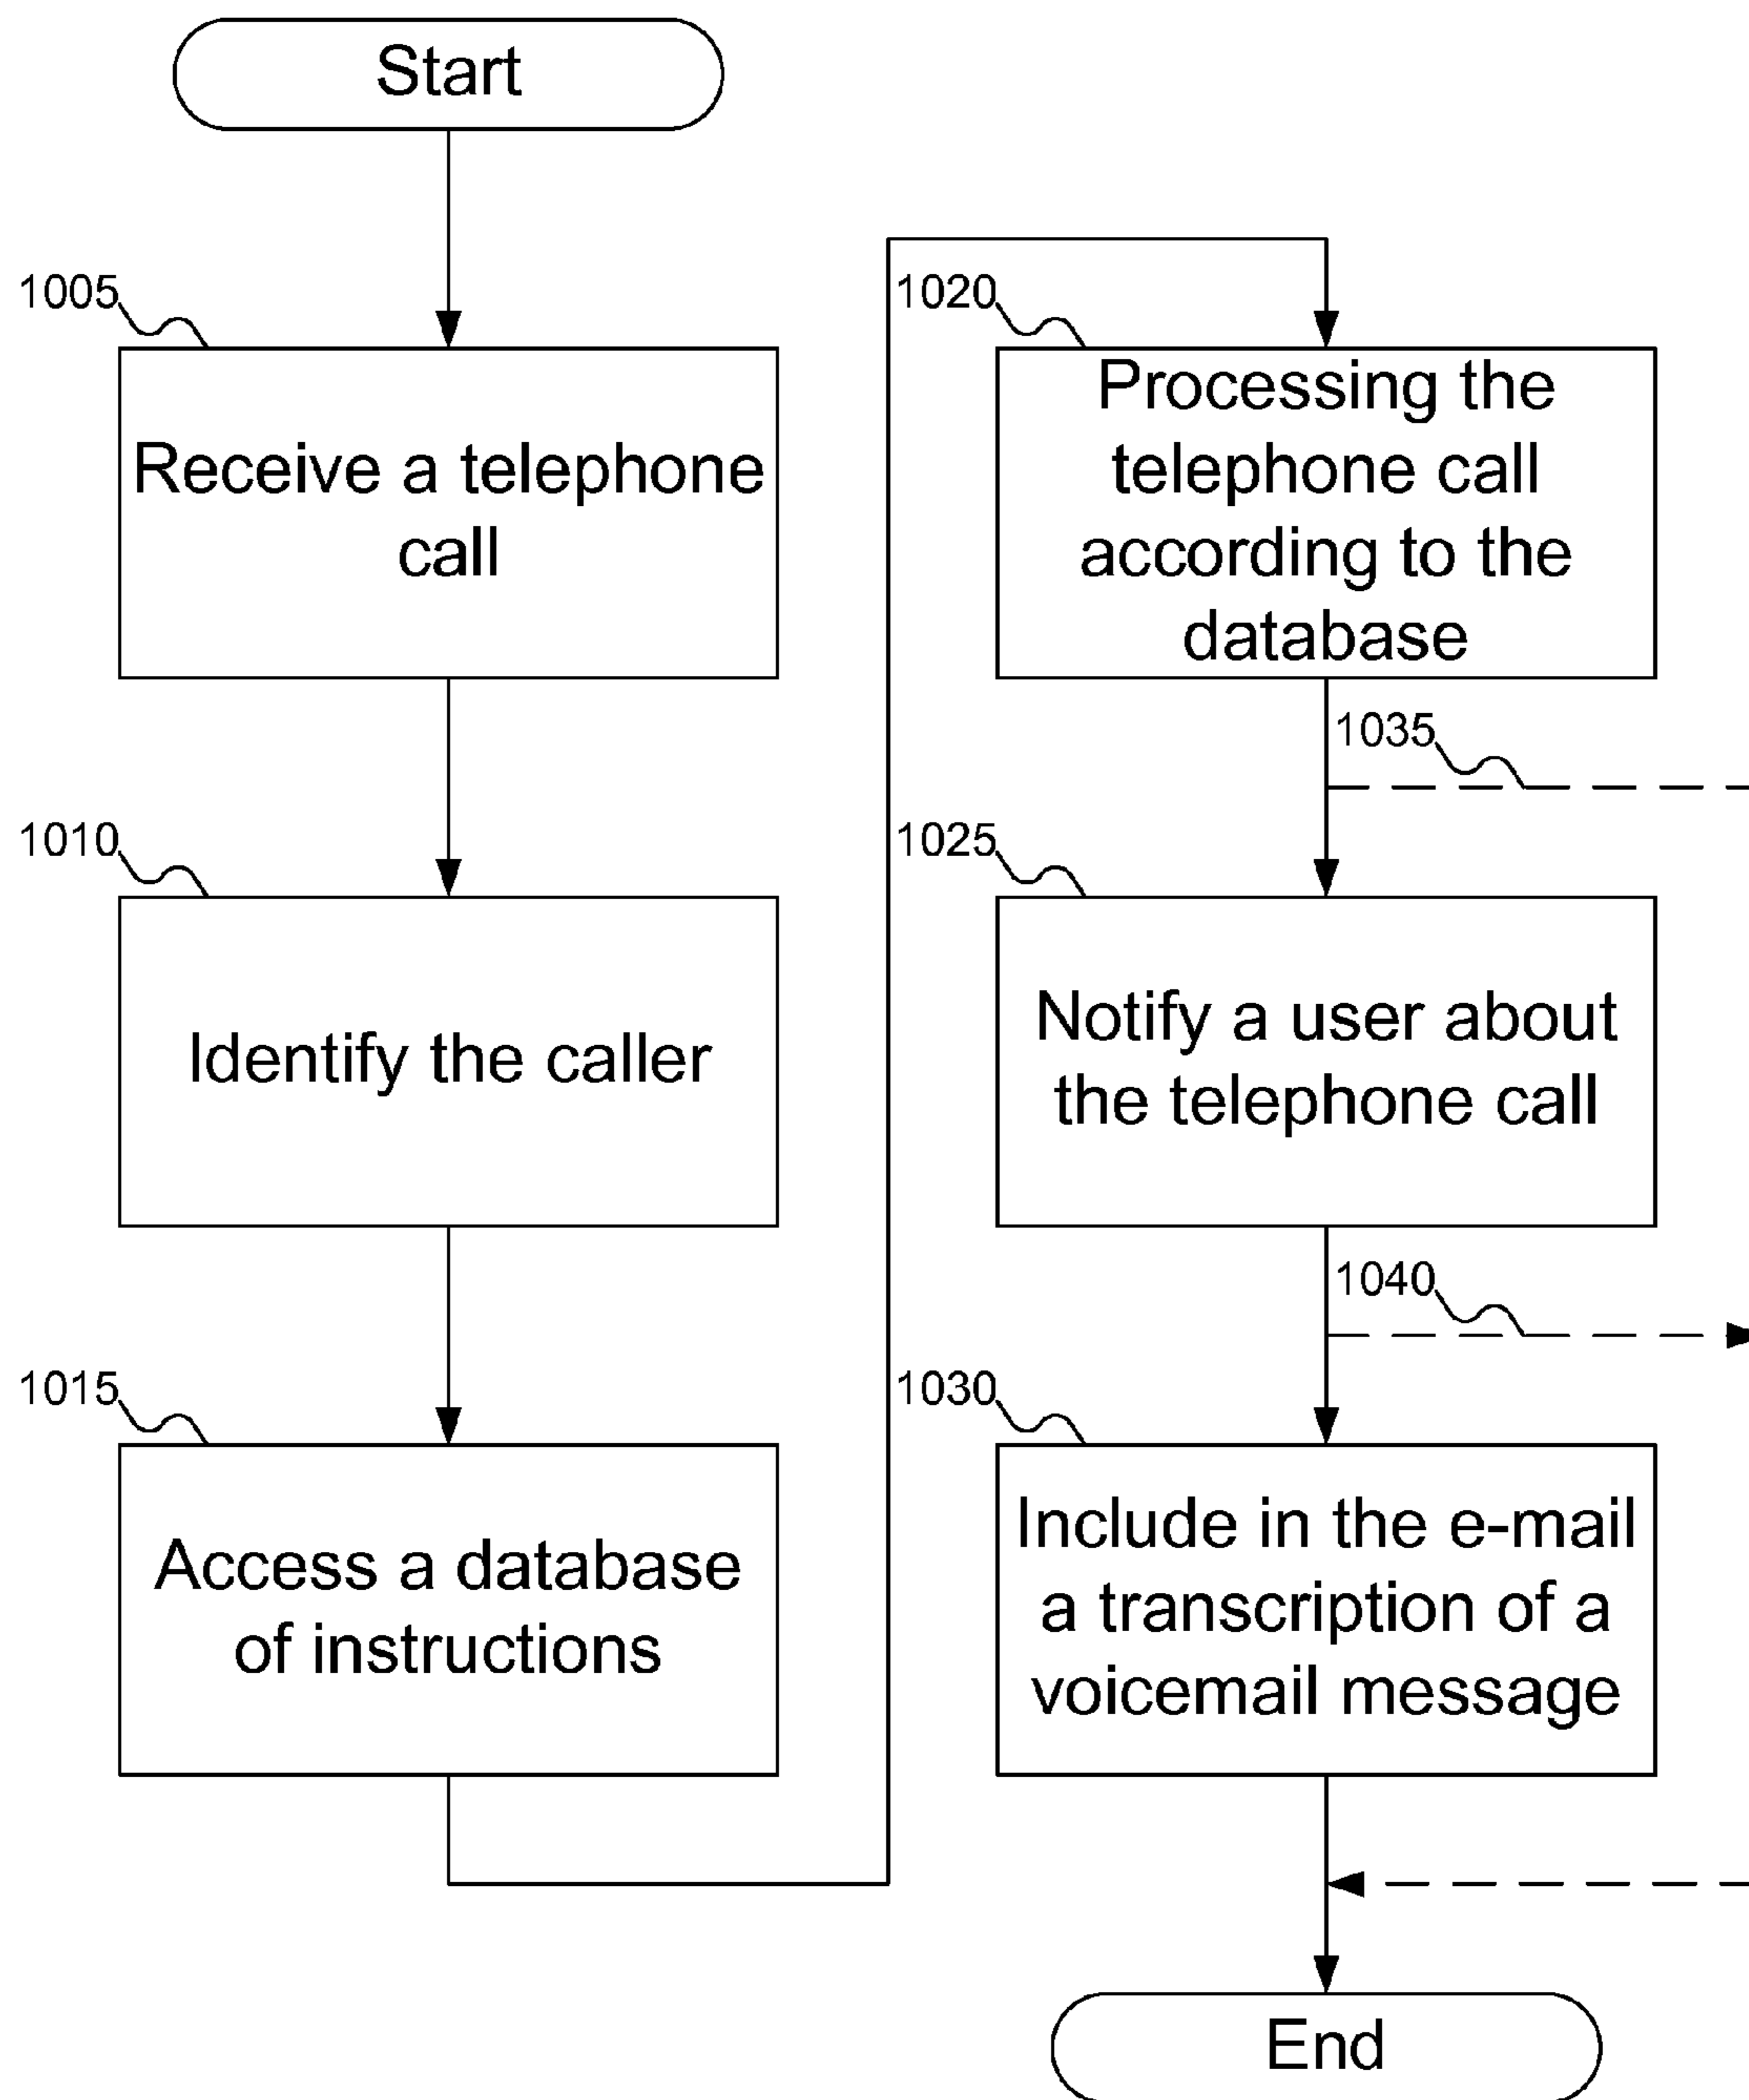 Start
1005
Receive a telephone
call
1010
Identify the caller
1015
Access a database
of instructions
1020
Processing the
telephone call
according to the
database
1035
1025
Notify a user about
the telephone call
1040
1030
Include in the e-mail
a transcription of a
voicemail message
End